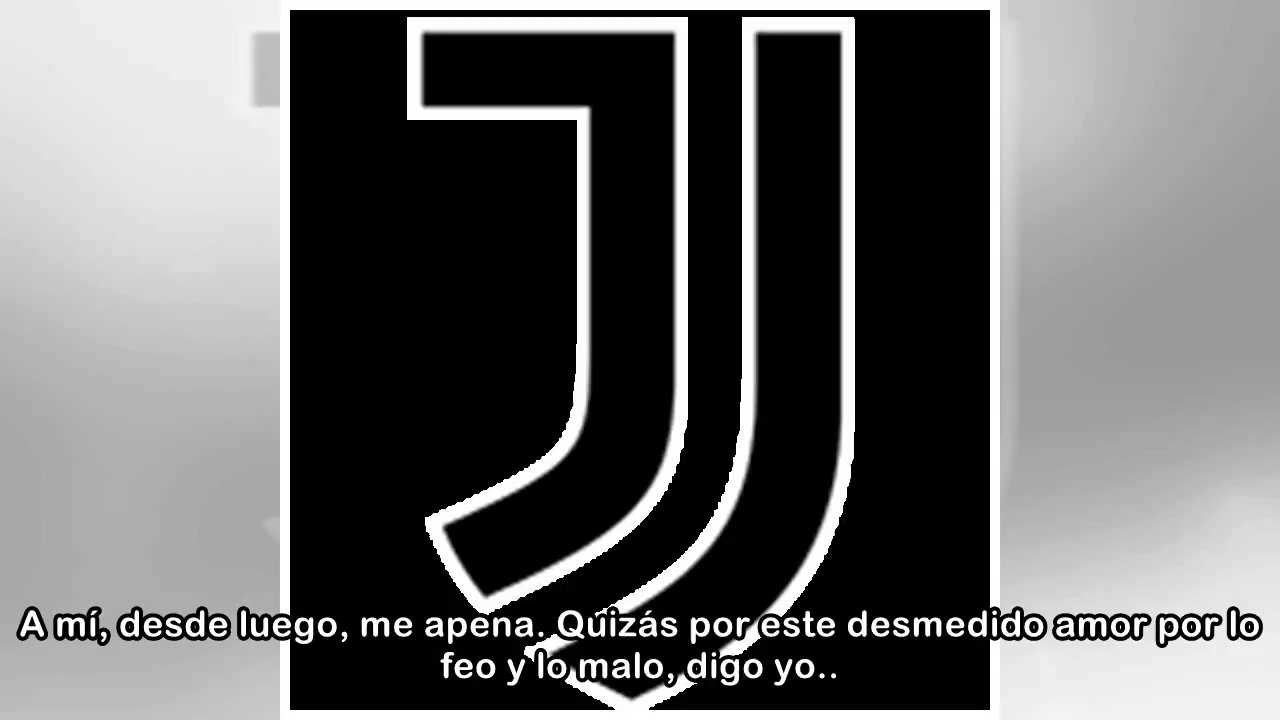 A mí, desde luego, me apena. Quizás por este desmedido amor por lo
feo y lo malo, digo yo..